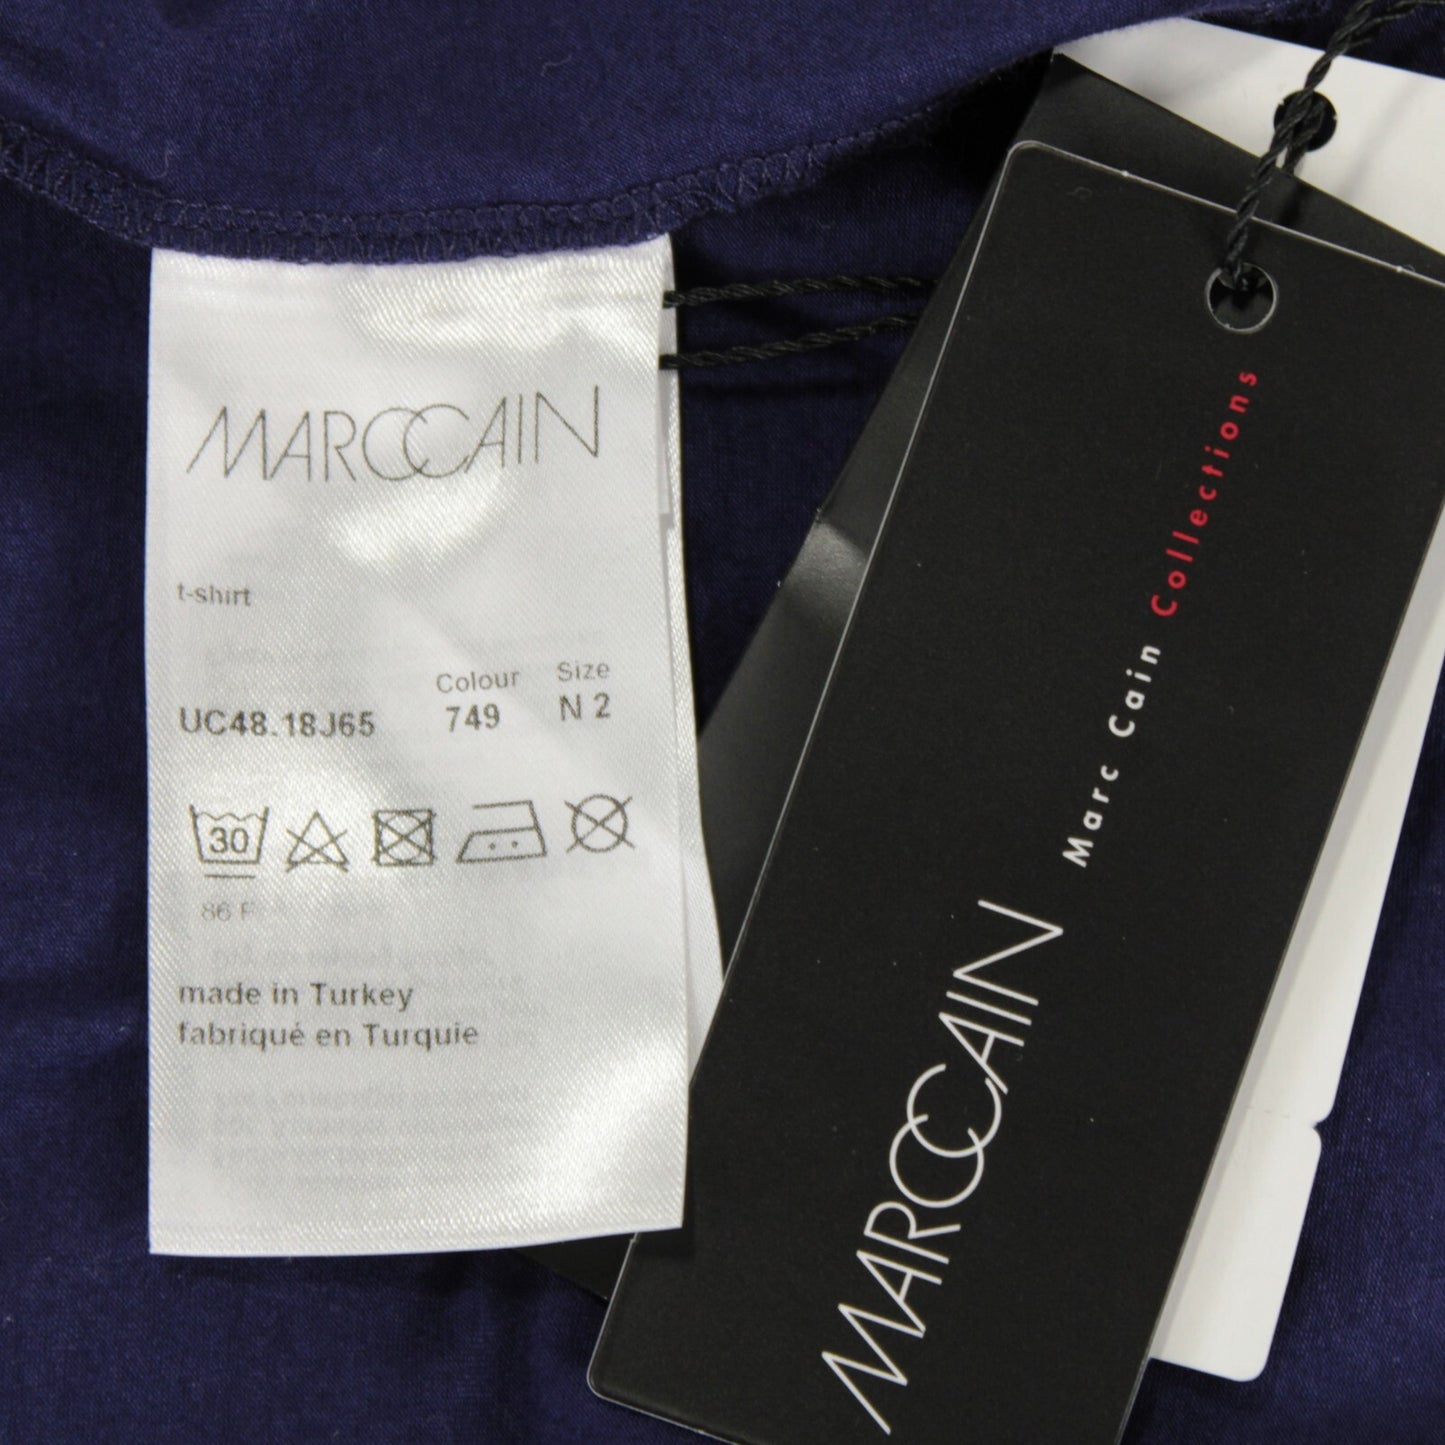 MARCCAIN
t-shirt
Colour Size
UC48.18J65 749 N 2
30
86
made in Turkey
fabriqué en Turquie
Marc Cain Collections
MARCCAIN